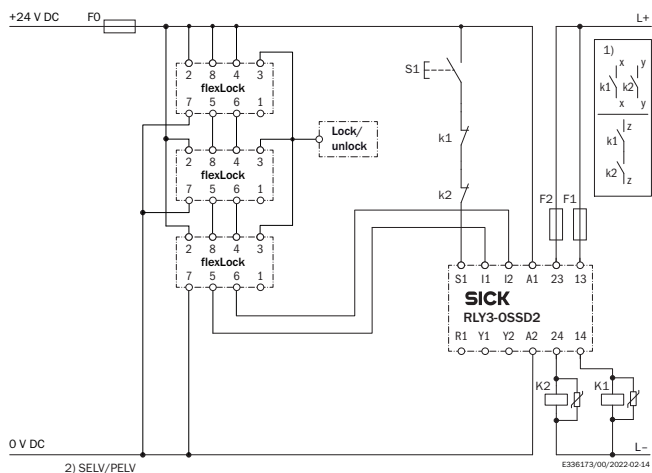 +24 V DC
F0
L+
2 8 4 3
flexLock
7 5 6 1
2 8 4 3
flexLock
7 5 6 1
2 8 4 3
flexLock
7 5 6 1
Lock/
unlock
S1
k1
k2
1)
x y
k1 k2
x y
z
k1
k2
z
F2 F1
S1 I1 I2 A1 23 13
SICK
RLY3-OSSD2
R1 Y1 Y2 A2 24 14
K2 K1
0 V DC
L–
2) SELV/PELV
E336173/00/2022-02-14